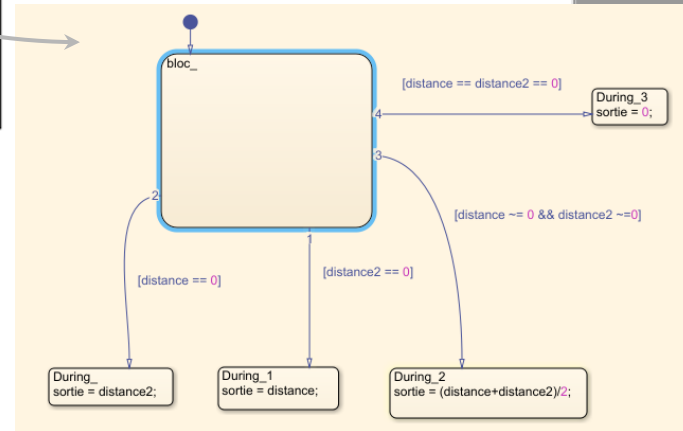 bloc_
[distance == distance2 == 0]
4
During_3
sortie = 0;
3
2
[distance ~= 0 && distance2 ~=0]
1
[distance2 == 0]
[distance == 0]
During_
sortie = distance2;
During_1
sortie = distance;
During_2
sortie = (distance+distance2)/2;